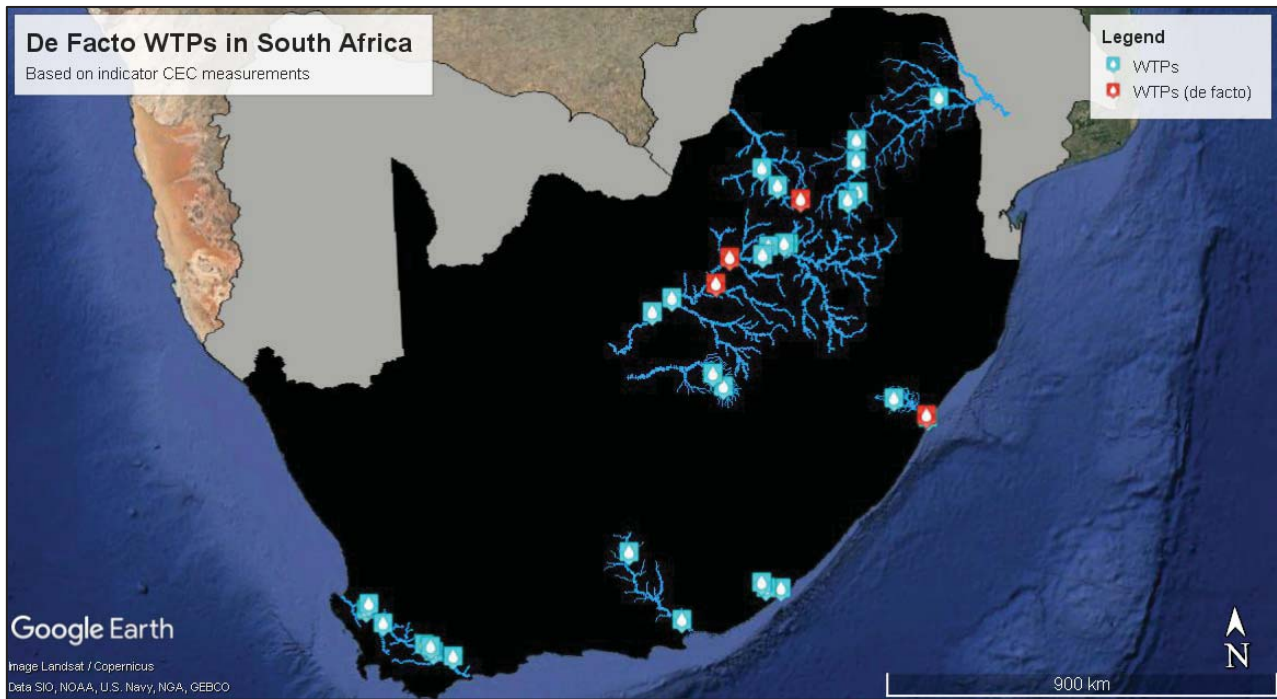 De Facto WTPs in South Africa
Based on indicator CEC measurements
Legend
WTPs
WTPs (de facto)
Google Earth
Image Landsat / Copernicus
Data SIO, NOAA, U.S. Navy, NGA, GEBCO
N
900 km